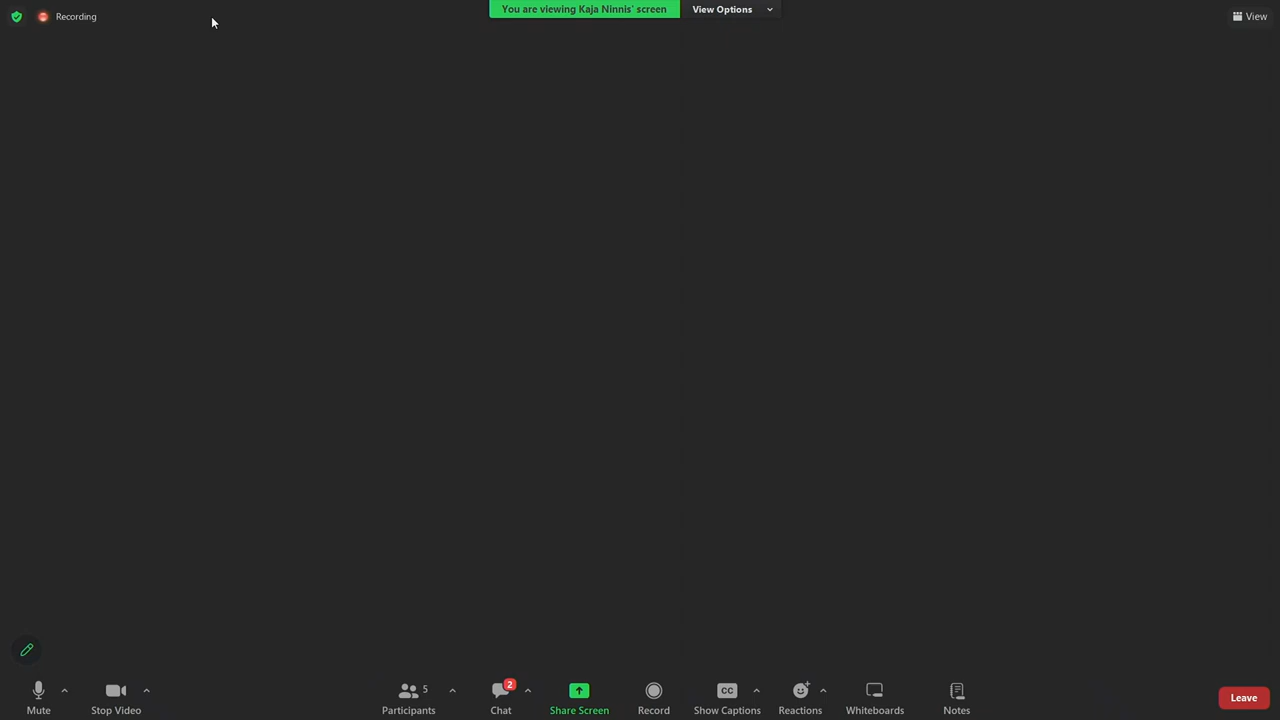 Recording
You are viewing Kaja Ninnis' screen
View Options
View
Mute
Stop Video
5
Participants
2
Chat
Share Screen
Record
CC
Show Captions
Reactions
Whiteboards
Notes
Leave